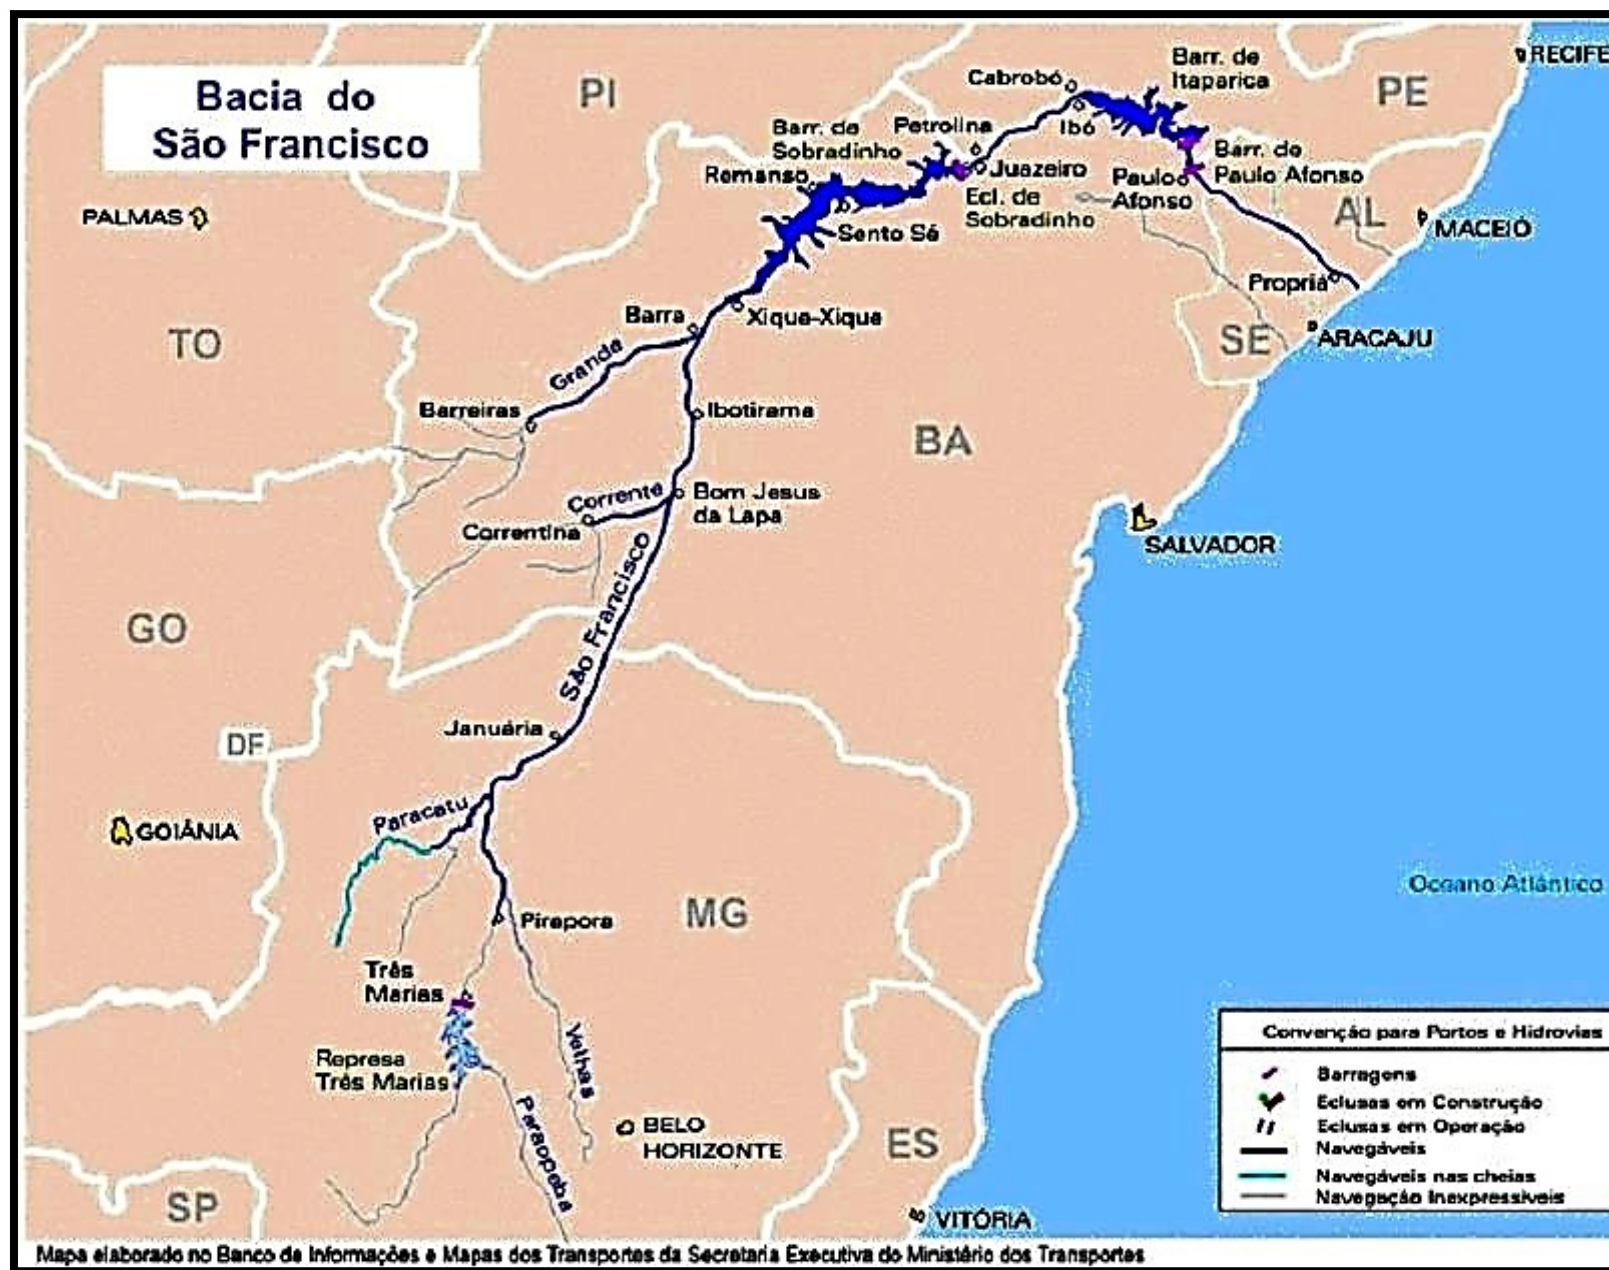 Bacia do
São Francisco
PI
PE
RECIFE
Cabrobó
Barr. de
Itaparica
Ibó
Petrolina
Barr. de
Sobradinho
Juazeiro
Remanso
Ecl. de
Sobradinho
Paulo
Afonso
Barr. de
Paulo Afonso
AL
MACEIÓ
PALMAS
Sento Sé
Propriá
Barra
Xique-Xique
TO
SE
ARACAJU
Grande
Barreiras
Ibotirama
BA
Corrente
Bom Jesus
da Lapa
Correntina
SALVADOR
São Francisco
GO
Januária
DF
Paracatu
GOIÂNIA
Oceano Atlântico
MG
Pirapora
Três
Marias
Represa
Três Marias
Velhas
Paraopeba
BELO
HORIZONTE
ES
SP
VITÓRIA
Convenção para Portos e Hidrovias
Barragens
Eclusas em Construção
Eclusas em Operação
Navegáveis
Navegáveis nas cheias
Navegação Inexpressíveis
Mapa elaborado no Banco de Informações e Mapas dos Transportes da Secretaria Executiva do Ministério dos Transportes